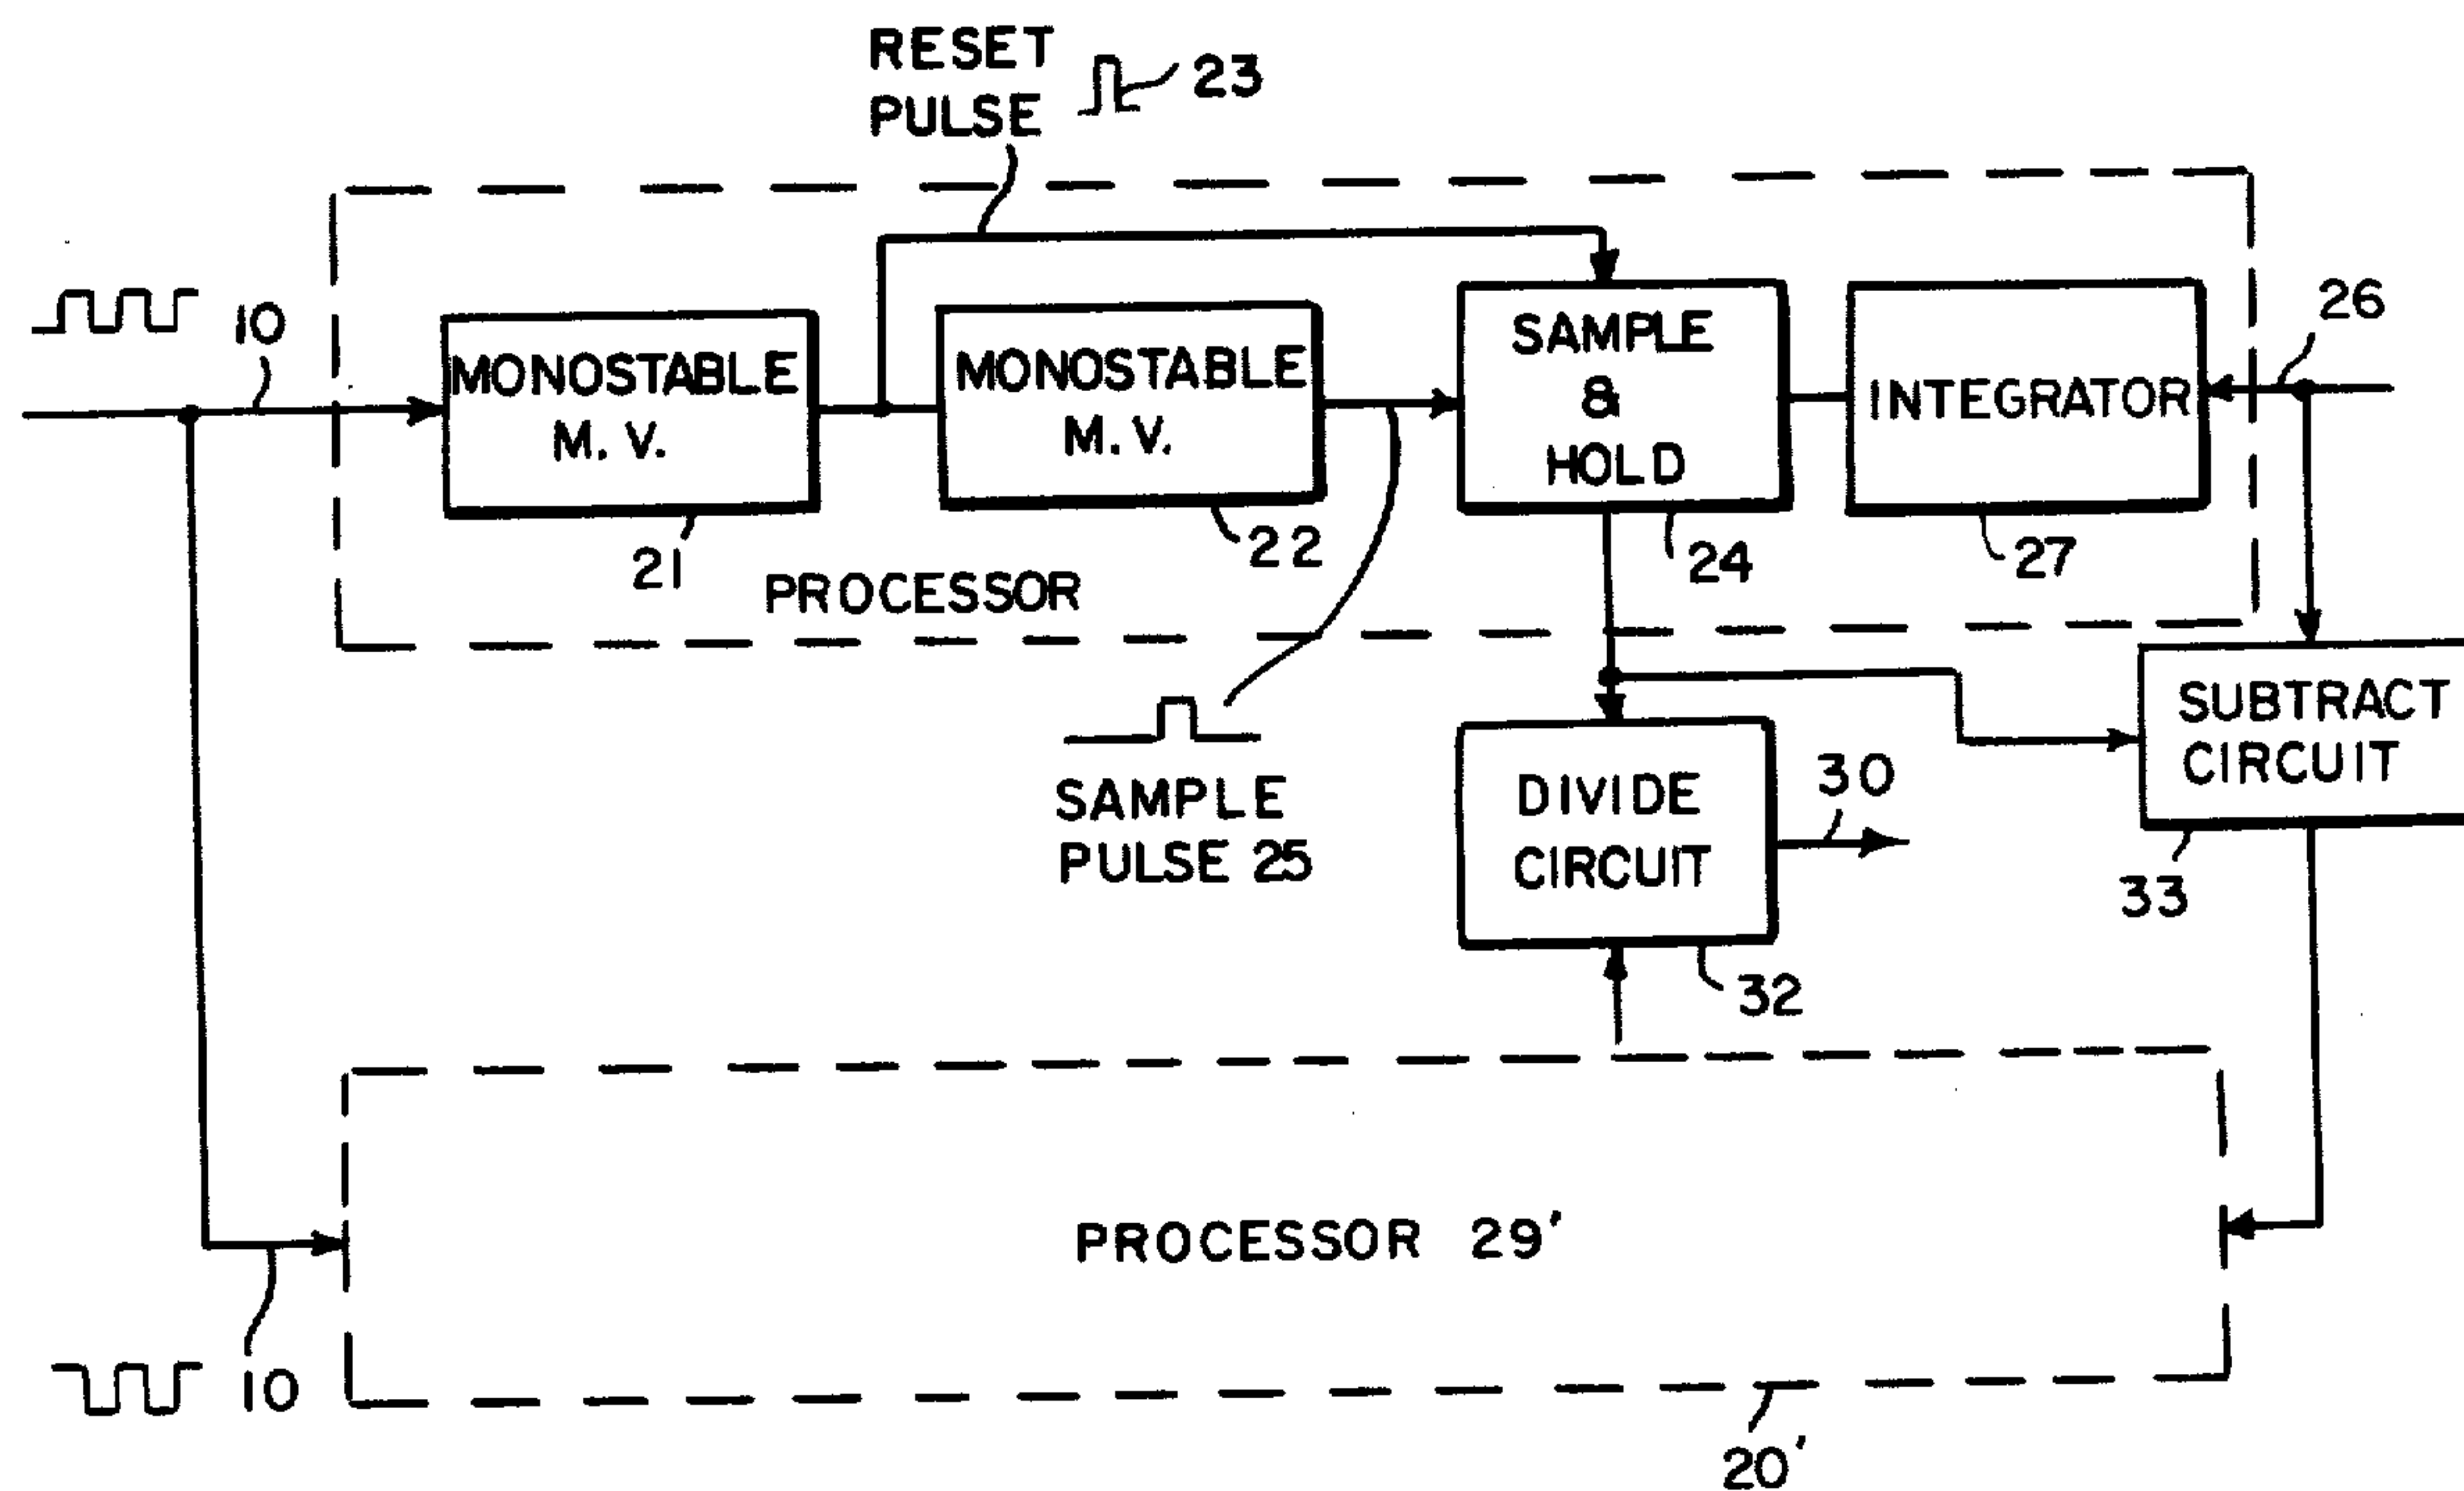 RESET
PULSE
23
10
26
MONOSTABLE
M. V.
MONOSTABLE
M. V.
SAMPLE
&
HOLD
INTEGRATOR
21
22
24
27
PROCESSOR
SUBTRACT
CIRCUIT
SAMPLE
PULSE 25
DIVIDE
CIRCUIT
30
33
32
PROCESSOR 29'
10
20'